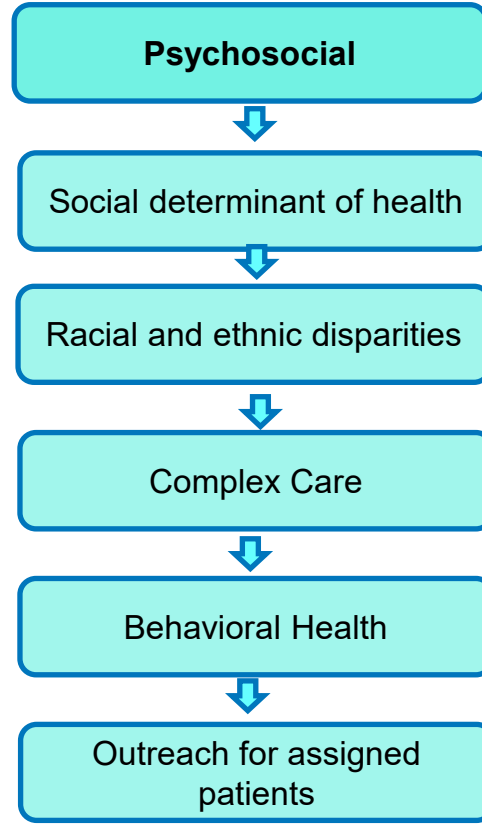 Psychosocial
Social determinant of health
Racial and ethnic disparities
Complex Care
Behavioral Health
Outreach for assigned
patients